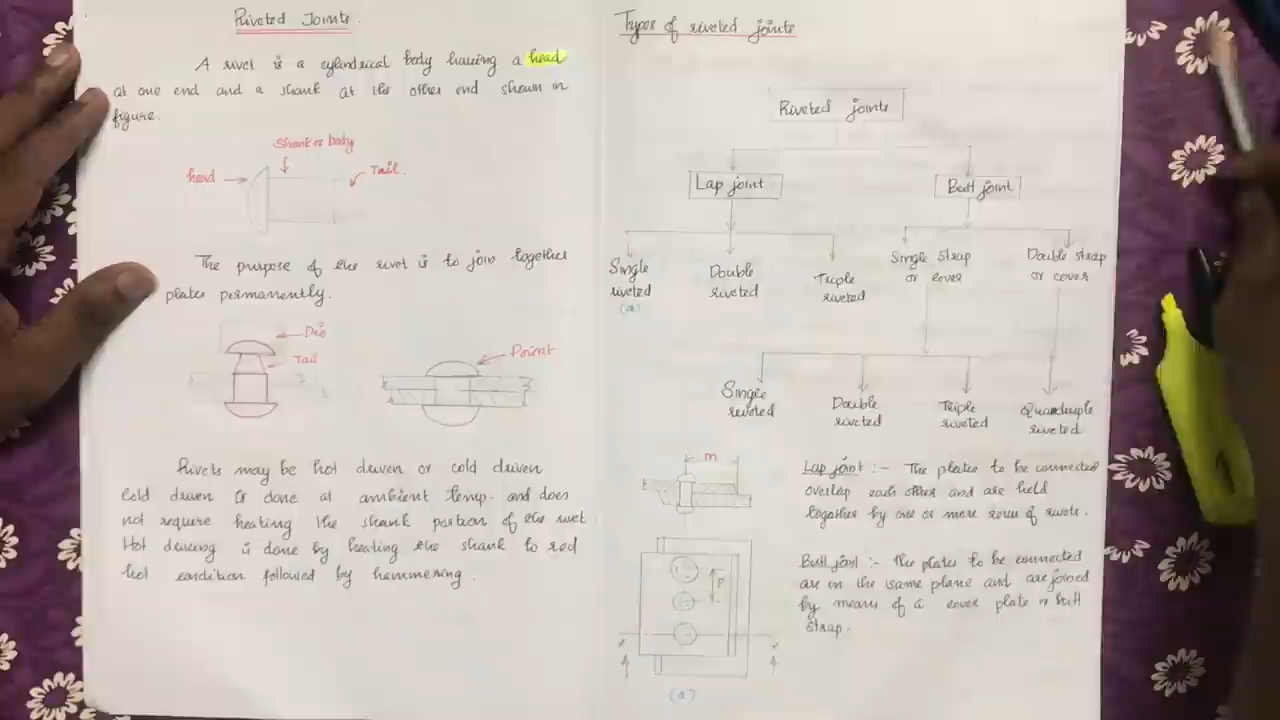 Riveted Joints.
A rivet is a cylindrical body having a head
at one end and a shank at the other end shown in
figure.
Shank or body
head
Tail.
The purpose of the rivet is to join together
plates permanently.
Die
Tail
Point
Rivets may be hot driven or cold driven
Cold driven is done at ambient temp. and does
not require heating the shank portion of the rivet
Hot driving is done by heating the shank to red
hot condition followed by hammering.
Types of riveted joints
Riveted joints
Lap joint
Butt joint
Single
riveted
(a)
Double
riveted
Triple
riveted
Single strap
or cover
Double strap
or cover
Single
riveted
Double
riveted
Triple
riveted
Quadruple
riveted
m
Lap joint :- The plates to be connected
overlap each other and are held
together by one or more rows of rivets.
P
x
x
(a)
Butt joint :- The plates to be connected
are in the same plane and are joined
by means of a cover plate or butt
strap.